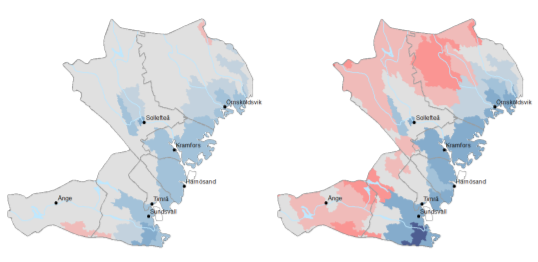 Örnsköldsvik
Sollefteå
Kramfors
Härnösand
Ånge
Timrå
Sundsvall
Örnsköldsvik
Sollefteå
Kramfors
Härnösand
Ånge
Timrå
Sundsvall